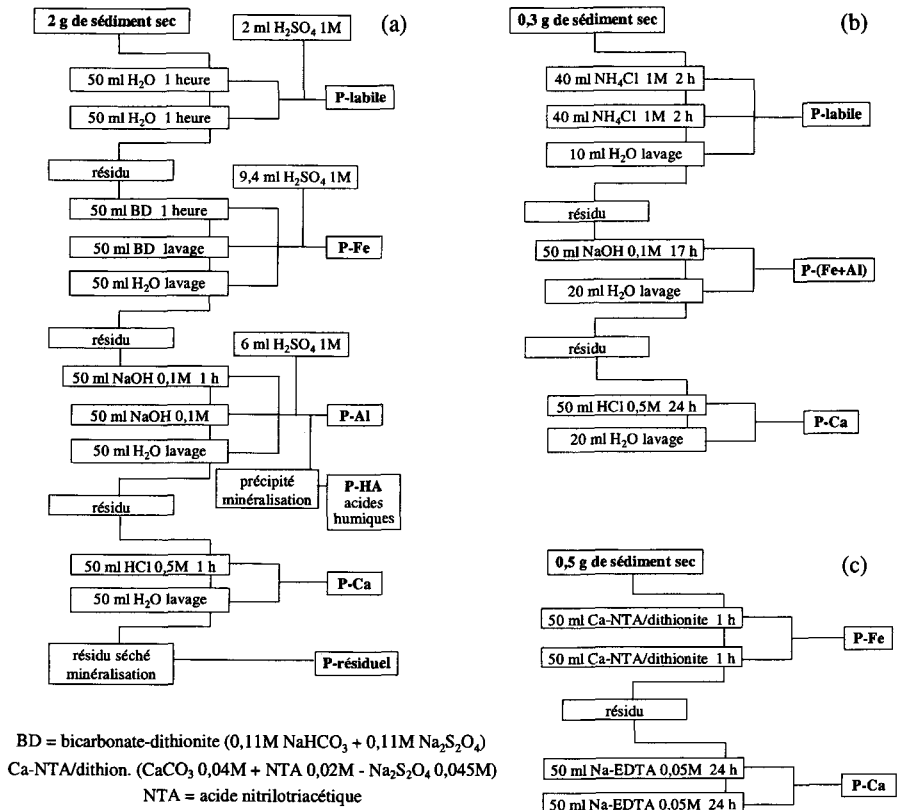 (a)
2 g de sédiment sec
2 ml H2SO4 1M
50 ml H2O 1 heure
P-labile
50 ml H2O 1 heure
résidu
9,4 ml H2SO4 1M
50 ml BD 1 heure
50 ml BD lavage
P-Fe
50 ml H2O lavage
résidu
6 ml H2SO4 1M
50 ml NaOH 0,1M 1 h
50 ml NaOH 0,1M
P-Al
50 ml H2O lavage
précipité
minéralisation
P-HA
acides
humiques
résidu
50 ml HCl 0,5M 1 h
P-Ca
50 ml H2O lavage
résidu séché
minéralisation
P-résiduel
BD = bicarbonate-dithionite (0,11M NaHCO3 + 0,11M Na2S2O4)
Ca-NTA/dithion. (CaCO3 0,04M + NTA 0,02M - Na2S2O4 0,045M)
NTA = acide nitrilotriacétique
(b)
0,3 g de sédiment sec
40 ml NH4Cl 1M 2 h
40 ml NH4Cl 1M 2 h
P-labile
10 ml H2O lavage
résidu
50 ml NaOH 0,1M 17 h
P-(Fe+Al)
20 ml H2O lavage
résidu
50 ml HCl 0,5M 24 h
P-Ca
20 ml H2O lavage
(c)
0,5 g de sédiment sec
50 ml Ca-NTA/dithionite 1 h
P-Fe
50 ml Ca-NTA/dithionite 1 h
résidu
50 ml Na-EDTA 0,05M 24 h
P-Ca
50 ml Na-EDTA 0,05M 24 h